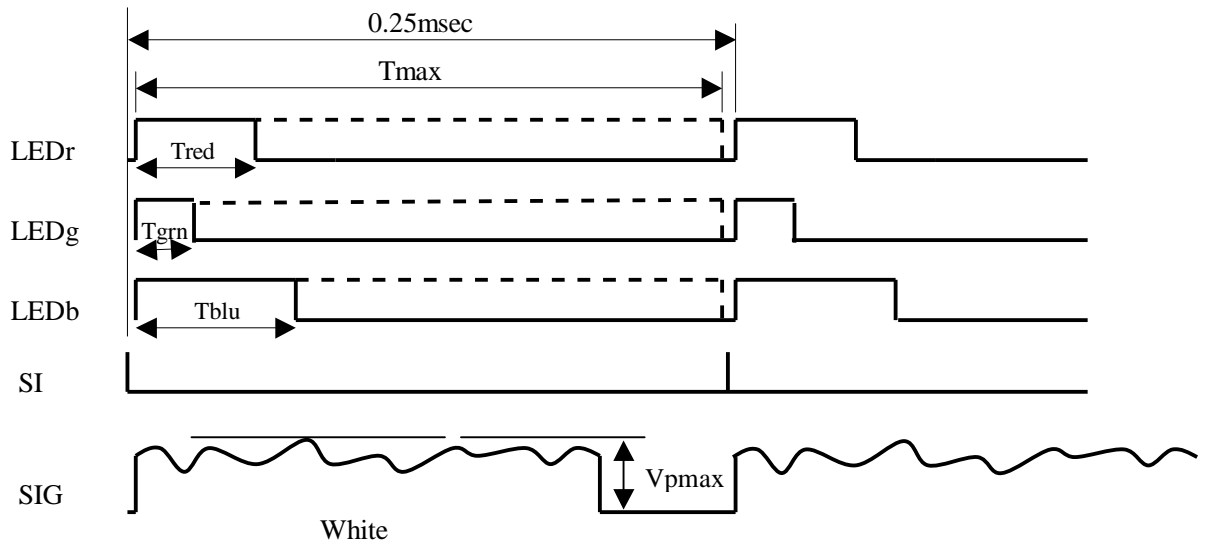 0.25msec
Tmax
LEDr
Tred
LEDg
Tgrn
LEDb
Tblu
SI
SIG
Vpmax
White